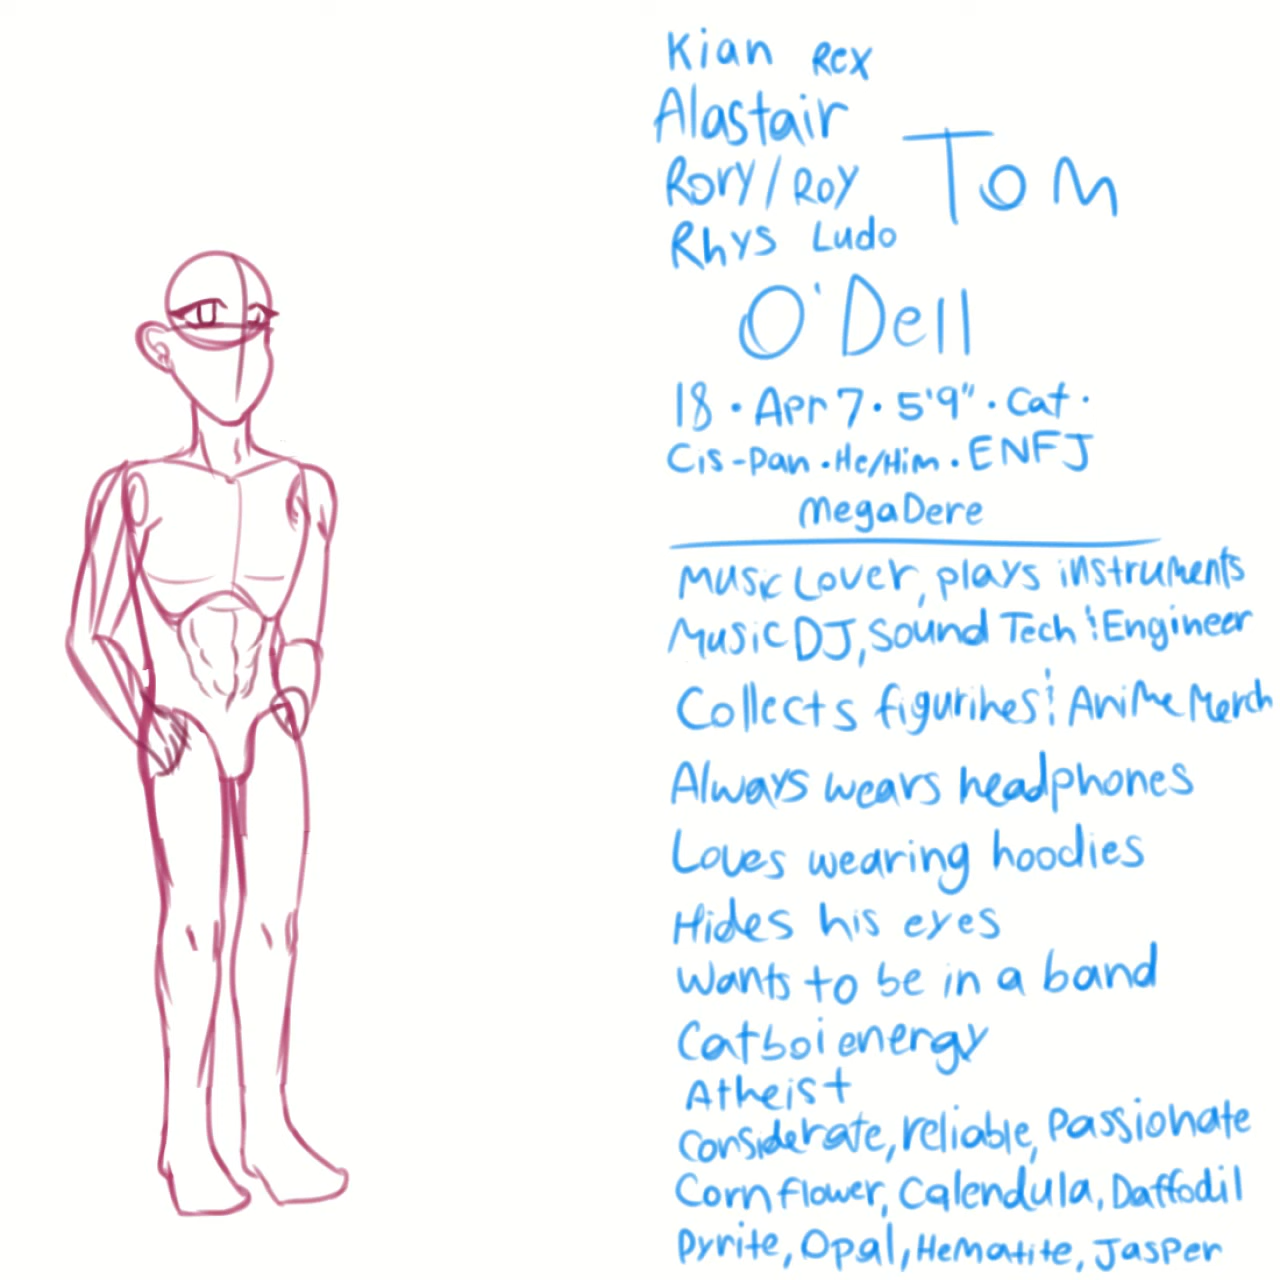 Kian Rex
Alastair
Rory/Roy
Tom
Rhys Ludo
O'Dell
18 · Apr 7 · 5'9" · Cat ·
Cis-Pan · He/Him · ENFJ
MegaDere
Music Lover, plays instruments
Music DJ, Sound Tech & Engineer
Collects figurines & Anime Merch
Always wears headphones
Loves wearing hoodies
Hides his eyes
Wants to be in a band
Catboi energy
Atheist
Considerate, reliable, Passionate
Cornflower, Calendula, Daffodil
Pyrite, Opal, Hematite, Jasper